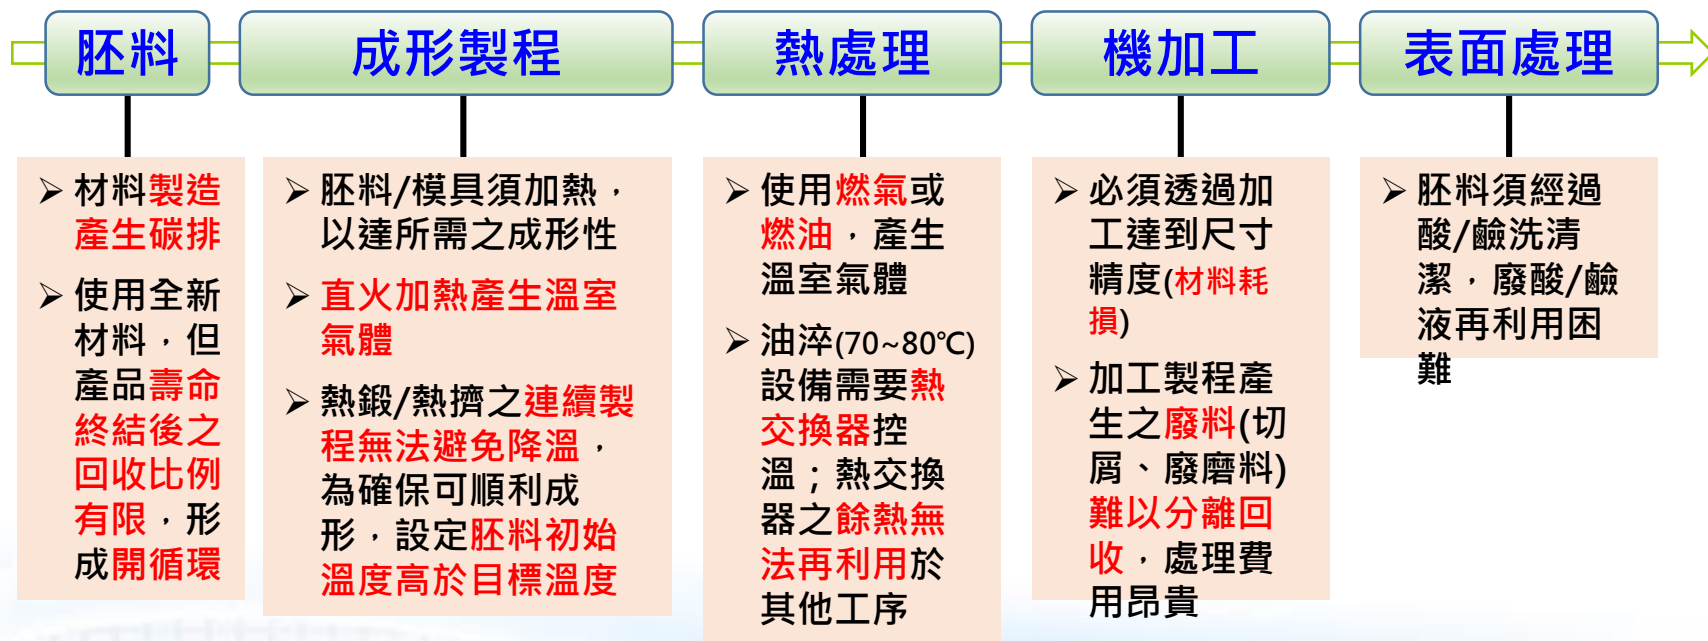 胚料
成形製程
熱處理
機加工
表面處理
➢ 材料製造
產生碳排
➢ 使用全新
材料，但
產品壽命
終結後之
回收比例
有限，形
成開循環
➢ 胚料/模具須加熱，
以達所需之成形性
➢ 直火加熱產生溫室
氣體
➢ 熱鍛/熱擠之連續製
程無法避免降溫，
為確保可順利成
形，設定胚料初始
溫度高於目標溫度
➢ 使用燃氣或
燃油，產生
溫室氣體
➢ 油淬(70~80℃)
設備需要熱
交換器控
溫；熱交換
器之餘熱無
法再利用於
其他工序
➢ 必須透過加
工達到尺寸
精度(材料耗
損)
➢ 加工製程產
生之廢料(切
屑、廢磨料)
難以分離回
收，處理費
用昂貴
➢ 胚料須經過
酸/鹼洗清
潔，廢酸/鹼
液再利用困
難